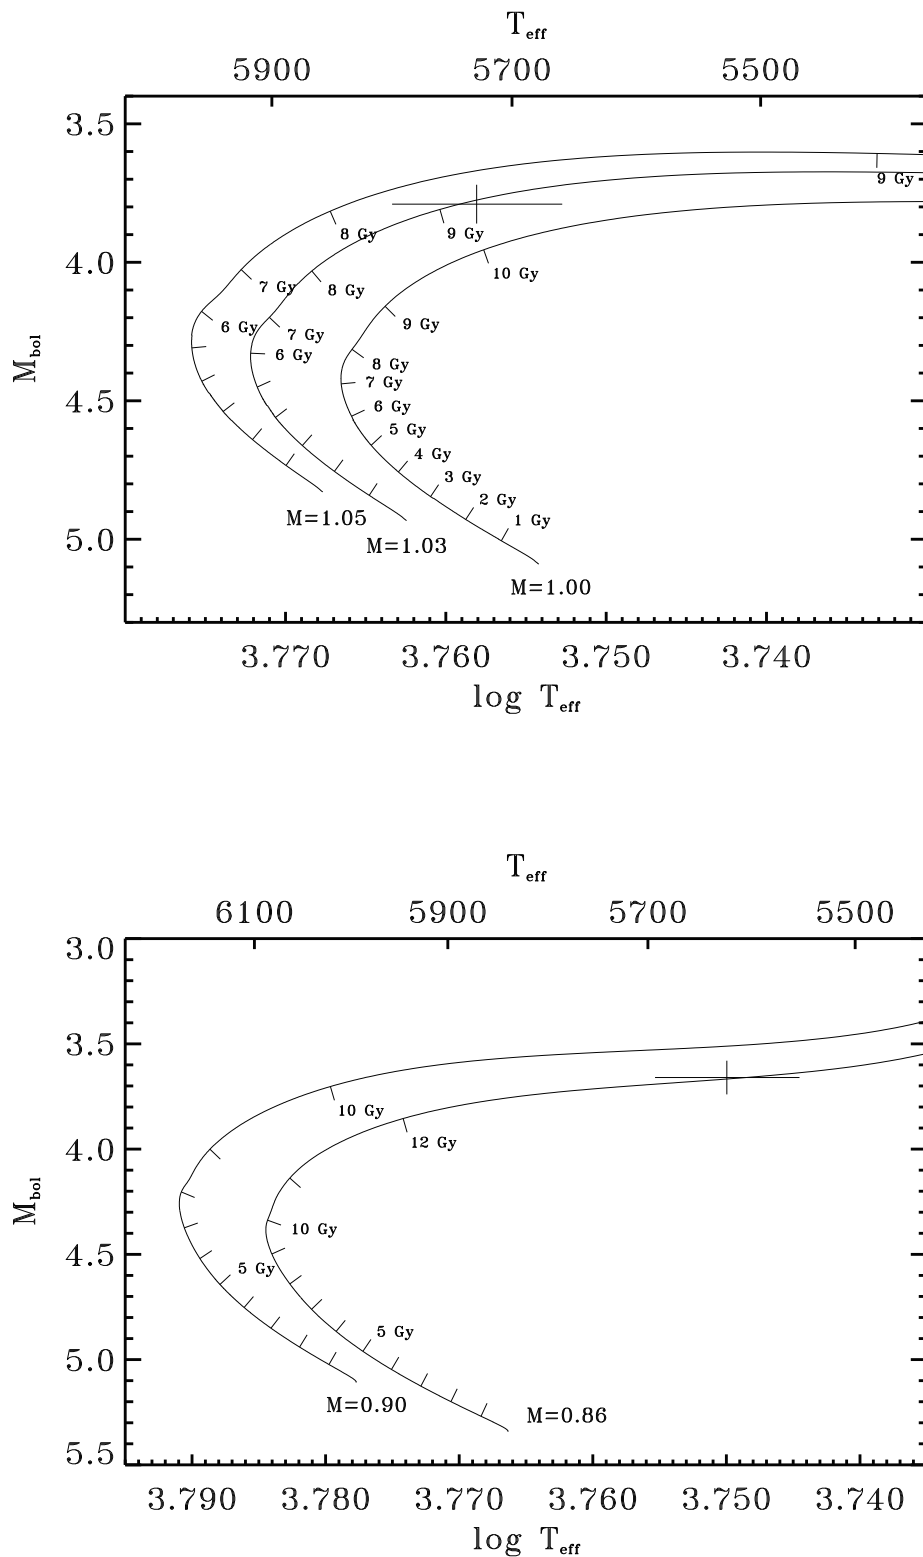 T_eff
5900 5700 5500
3.5
9 Gy
8 Gy 9 Gy
4.0
10 Gy
7 Gy 8 Gy
6 Gy 7 Gy 9 Gy
M_bol
6 Gy
8 Gy
7 Gy
4.5
6 Gy
5 Gy
4 Gy
3 Gy
2 Gy
M=1.05 1 Gy
5.0
M=1.03
M=1.00
3.770 3.760 3.750 3.740
log T_eff
T_eff
6100 5900 5700 5500
3.0
3.5
10 Gy
12 Gy
4.0
M_bol
10 Gy
4.5
5 Gy
5 Gy
5.0
M=0.90
M=0.86
5.5
3.790 3.780 3.770 3.760 3.750 3.740
log T_eff